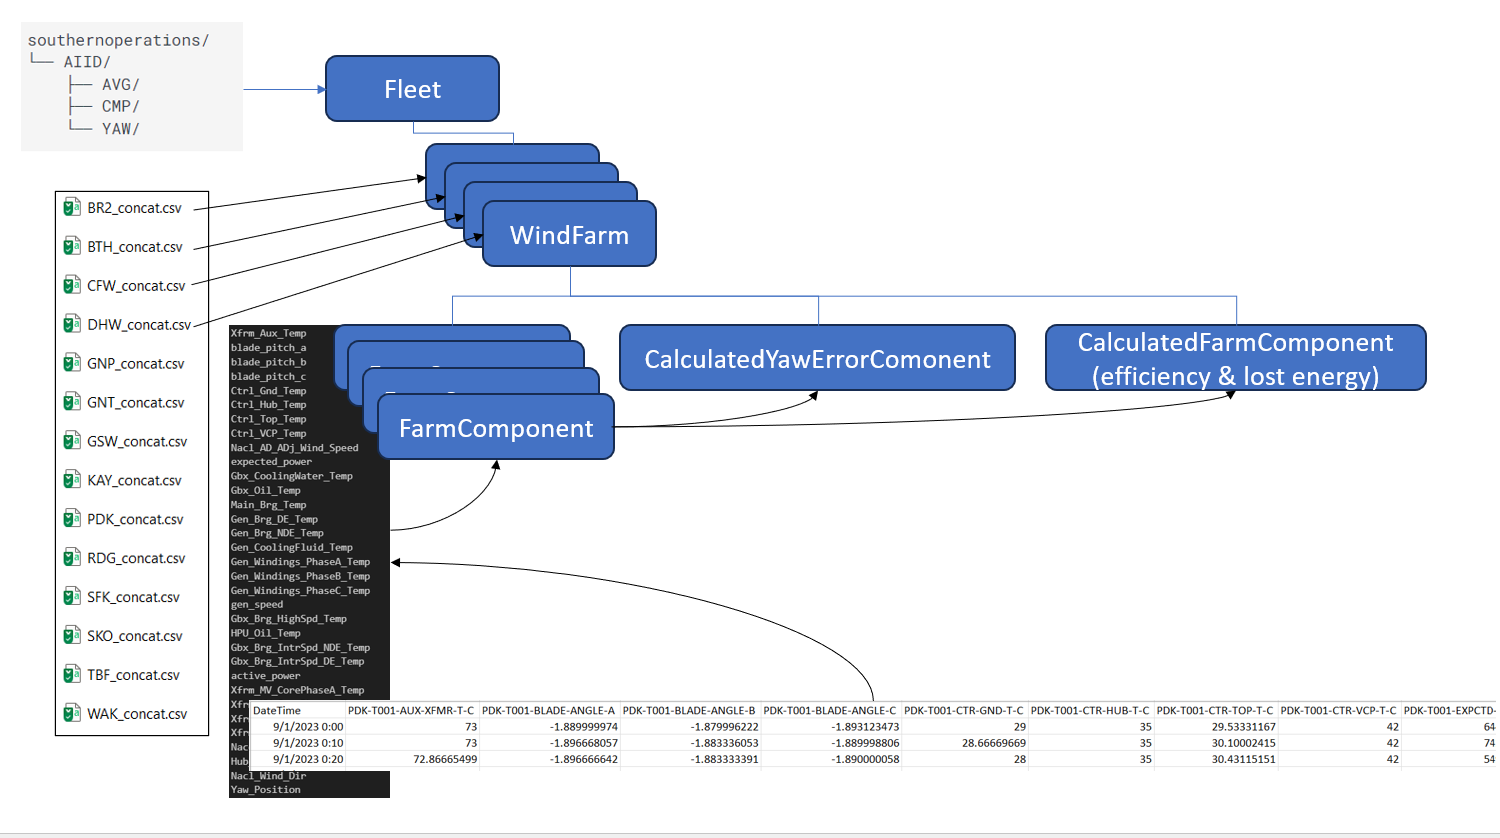 southernoperations/
└── AIID/
├── AVG/
├── CMP/
└── YAW/
Fleet
WindFarm
BR2_concat.csv
BTH_concat.csv
CFW_concat.csv
DHW_concat.csv
GNP_concat.csv
GNT_concat.csv
GSW_concat.csv
KAY_concat.csv
PDK_concat.csv
RDG_concat.csv
SFK_concat.csv
SKO_concat.csv
TBF_concat.csv
WAK_concat.csv
FarmComponent
CalculatedYawErrorComonent
CalculatedFarmComponent
(efficiency & lost energy)
Xfrm_Aux_Temp
blade_pitch_a
blade_pitch_b
blade_pitch_c
Ctrl_Gnd_Temp
Ctrl_Hub_Temp
Ctrl_Top_Temp
Ctrl_VCP_Temp
Nacl_AD_ADj_Wind_Speed
expected_power
Gbx_CoolingWater_Temp
Gbx_Oil_Temp
Main_Brg_Temp
Gen_Brg_DE_Temp
Gen_Brg_NDE_Temp
Gen_CoolingFluid_Temp
Gen_Windings_PhaseA_Temp
Gen_Windings_PhaseB_Temp
Gen_Windings_PhaseC_Temp
gen_speed
Gbx_Brg_HighSpd_Temp
HPU_Oil_Temp
Gbx_Brg_IntrSpd_NDE_Temp
Gbx_Brg_IntrSpd_DE_Temp
active_power
Xfrm_MV_CorePhaseA_Temp
Xfr
Xfr
Xfr
Nac
Hub
Nacl_Wind_Dir
Yaw_Position
DateTime PDK-T001-AUX-XFMR-T-C PDK-T001-BLADE-ANGLE-A PDK-T001-BLADE-ANGLE-B PDK-T001-BLADE-ANGLE-C PDK-T001-CTR-GND-T-C PDK-T001-CTR-HUB-T-C PDK-T001-CTR-TOP-T-C PDK-T001-CTR-VCP-T-C PDK-T001-EXPCTD-
9/1/2023 0:00 73 -1.889999974 -1.879996222 -1.893123473 29 35 29.53331167 42 64
9/1/2023 0:10 73 -1.896668057 -1.883336053 -1.889998806 28.66669669 35 30.10002415 42 74
9/1/2023 0:20 72.86665499 -1.896666642 -1.883333391 -1.890000058 28 35 30.43115151 42 54